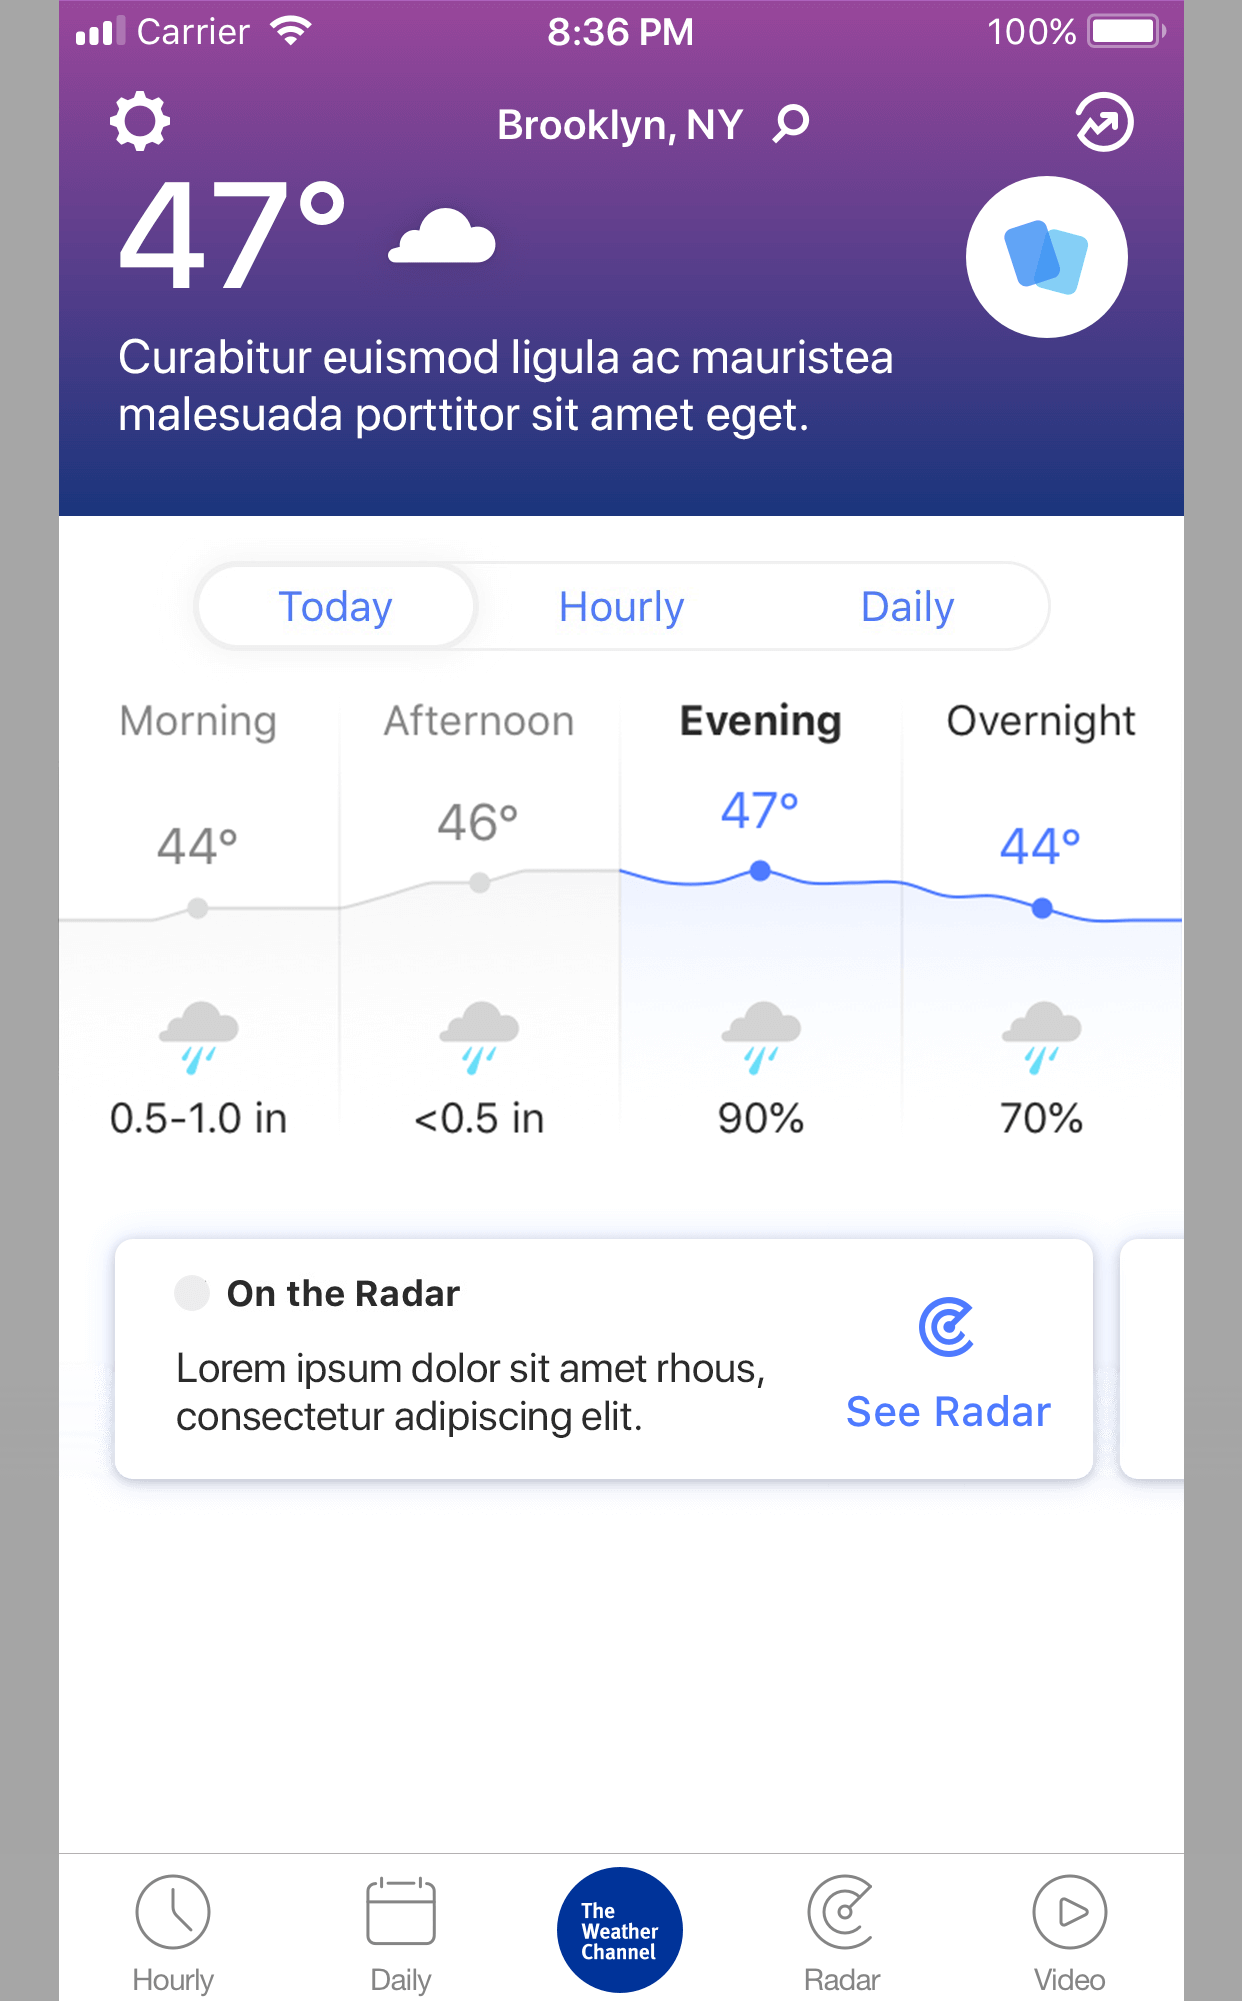 Carrier 8:36 PM 100%
Brooklyn, NY
47°
Curabitur euismod ligula ac mauristea
malesuada porttitor sit amet eget.
Today Hourly Daily
Morning Afternoon Evening Overnight
44° 46° 47° 44°
0.5-1.0 in <0.5 in 90% 70%
On the Radar
Lorem ipsum dolor sit amet rhous,
consectetur adipiscing elit.
See Radar
The
Weather
Channel
Hourly Daily Radar Video